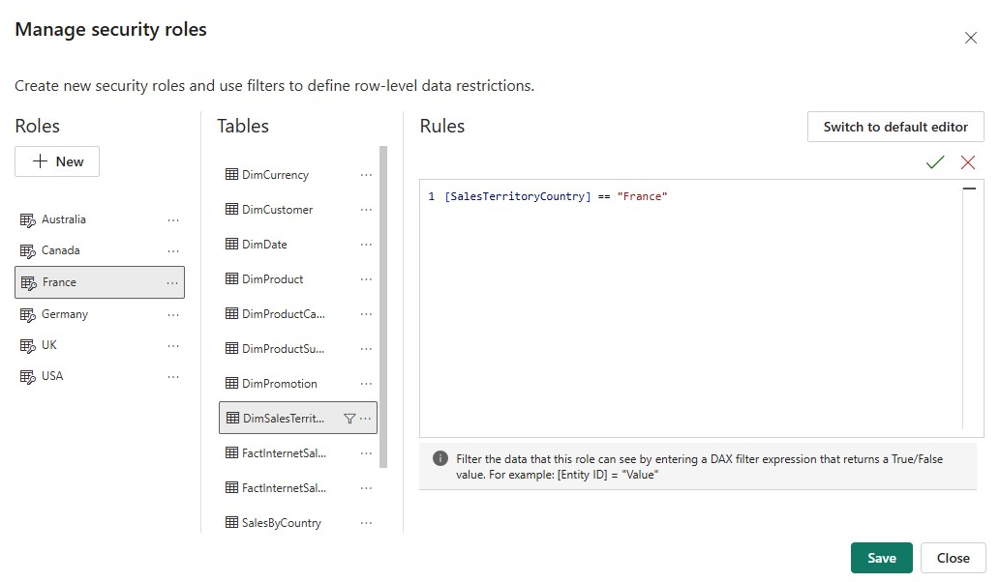 Manage security roles
Create new security roles and use filters to define row-level data restrictions.
Roles
New
Australia
Canada
France
Germany
UK
USA
Tables
DimCurrency
DimCustomer
DimDate
DimProduct
DimProductCa...
DimProductSu...
DimPromotion
DimSalesTerrit...
FactInternetSal...
FactInternetSal...
SalesByCountry
Rules
Switch to default editor
1 [SalesTerritoryCountry] == "France"
Filter the data that this role can see by entering a DAX filter expression that returns a True/False
value. For example: [Entity ID] = "Value"
Save
Close